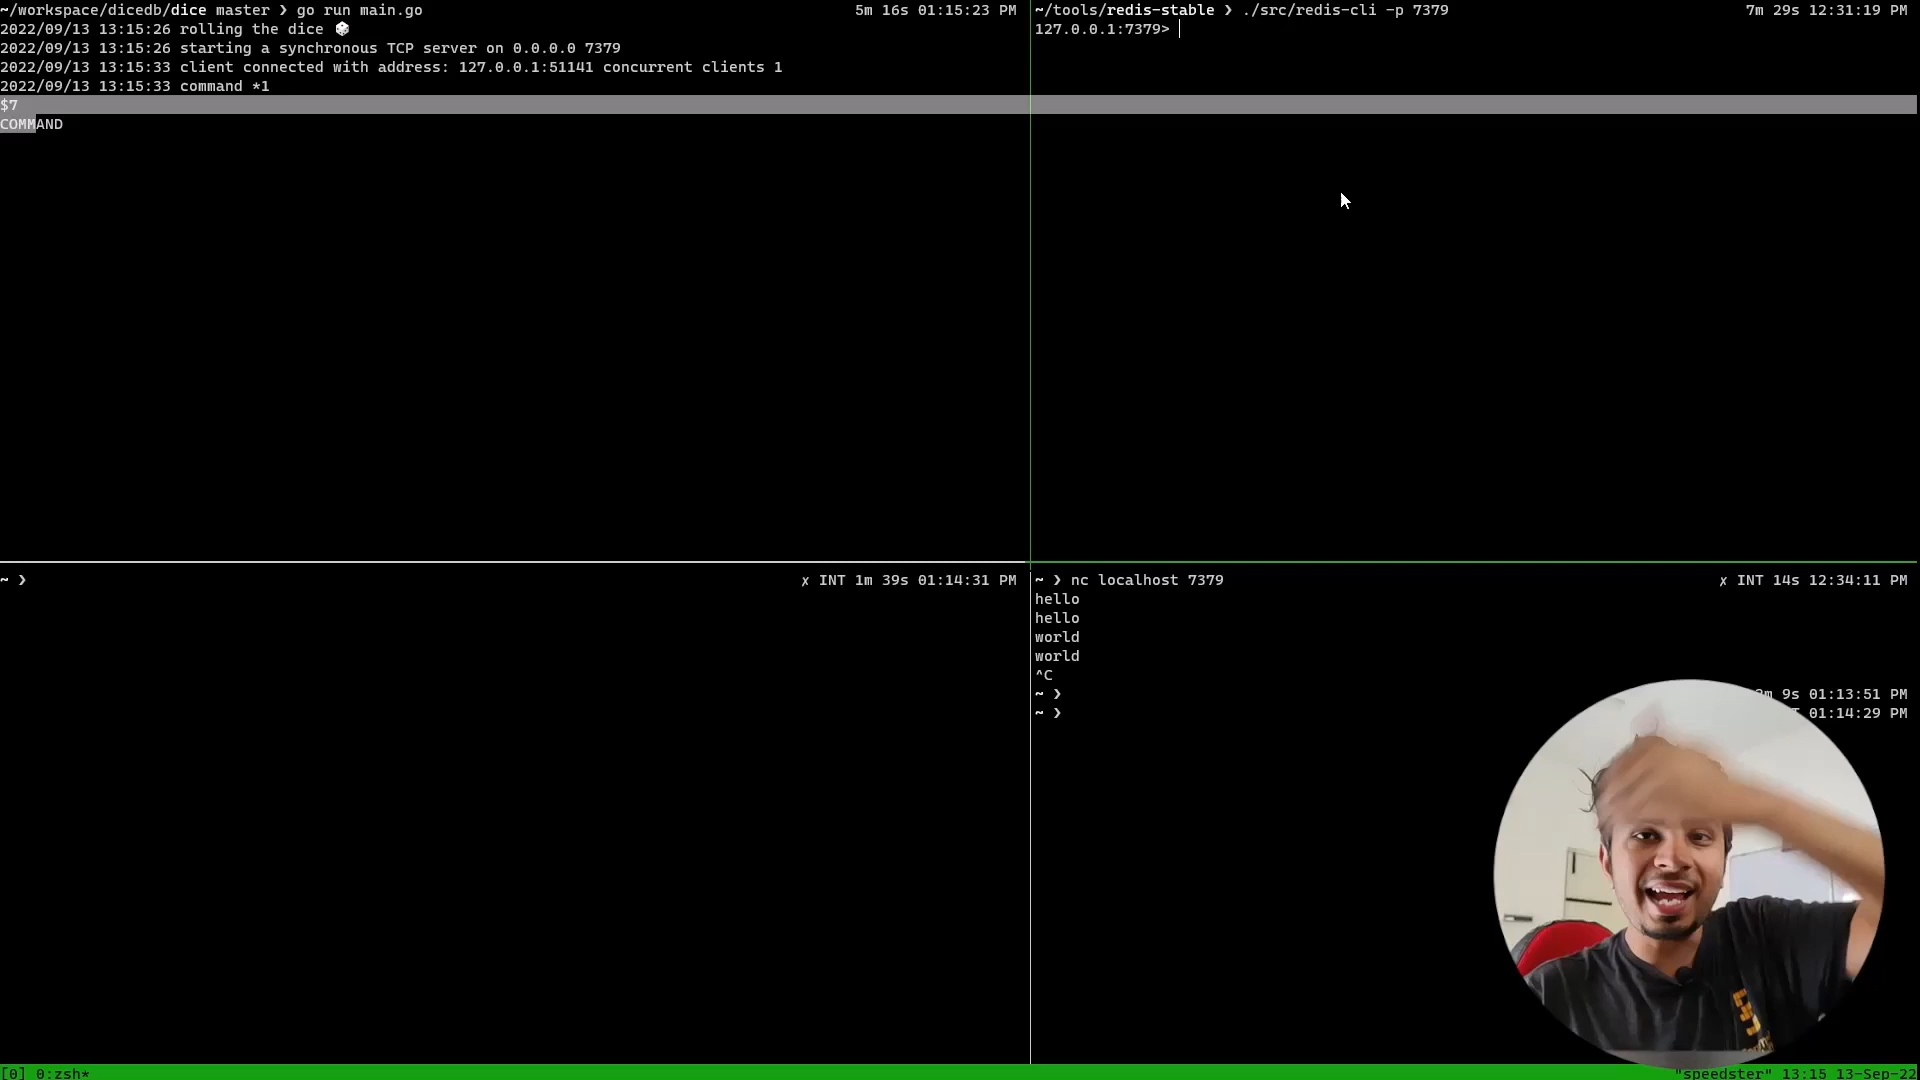 ~/workspace/dicedb/dice master ❯ go run main.go 5m 16s 01:15:23 PM
2022/09/13 13:15:26 rolling the dice 🎲
2022/09/13 13:15:26 starting a synchronous TCP server on 0.0.0.0 7379
2022/09/13 13:15:33 client connected with address: 127.0.0.1:51141 concurrent clients 1
2022/09/13 13:15:33 command *1
$7
COMMAND
~/tools/redis-stable ❯ ./src/redis-cli -p 7379 7m 29s 12:31:19 PM
127.0.0.1:7379>
~ ❯ ✗ INT 1m 39s 01:14:31 PM
~ ❯ nc localhost 7379 ✗ INT 14s 12:34:11 PM
hello
hello
world
world
^C
~ ❯ 9s 01:13:51 PM
~ ❯ 01:14:29 PM
[0] 0:zsh* "speedster" 13:15 13-Sep-22